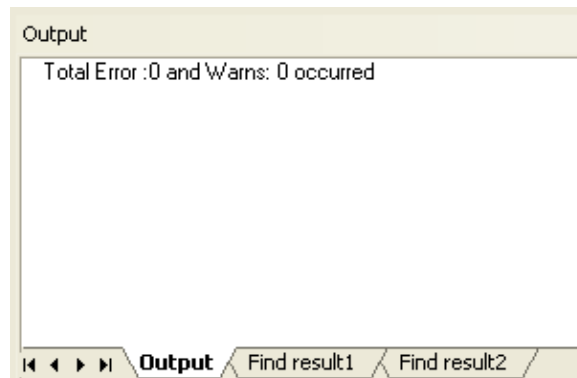 Output
Total Error :0 and Warns: 0 occurred
Output Find result1 Find result2